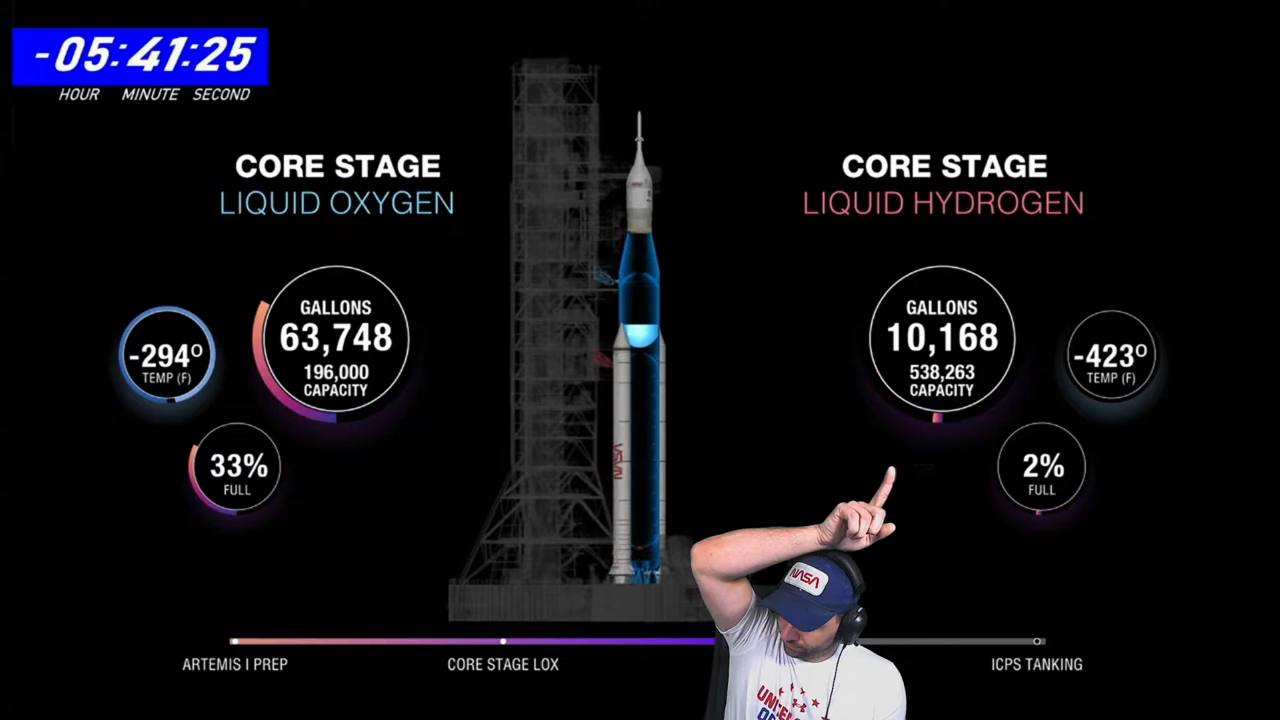 -05:41:25
HOUR MINUTE SECOND
CORE STAGE
LIQUID OXYGEN
CORE STAGE
LIQUID HYDROGEN
GALLONS
63,748
196,000
CAPACITY
-294°
TEMP (F)
33%
FULL
GALLONS
10,168
538,263
CAPACITY
-423°
TEMP (F)
2%
FULL
NASA
NASA
ARTEMIS I PREP
CORE STAGE LOX
ICPS TANKING